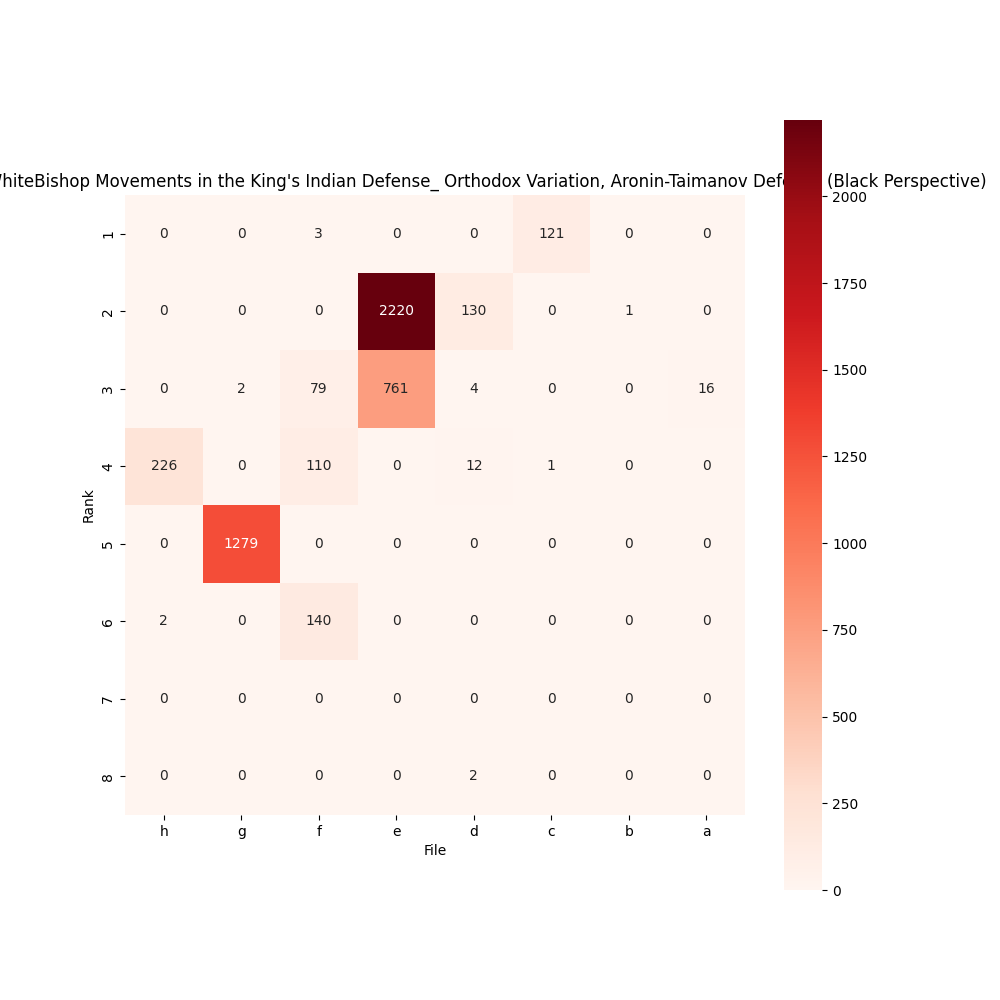 hiteBishop Movements in the King's Indian Defense_ Orthodox Variation, Aronin-Taimanov Def (Black Perspective)
1 0 0 3 0 0 121 0 0
2 0 0 0 2220 130 0 1 0
3 0 2 79 761 4 0 0 16
4 226 0 110 0 12 1 0 0
Rank
5 0 1279 0 0 0 0 0 0
6 2 0 140 0 0 0 0 0
7 0 0 0 0 0 0 0 0
8 0 0 0 0 2 0 0 0
h g f e d c b a
File
2000
1750
1500
1250
1000
750
500
250
0